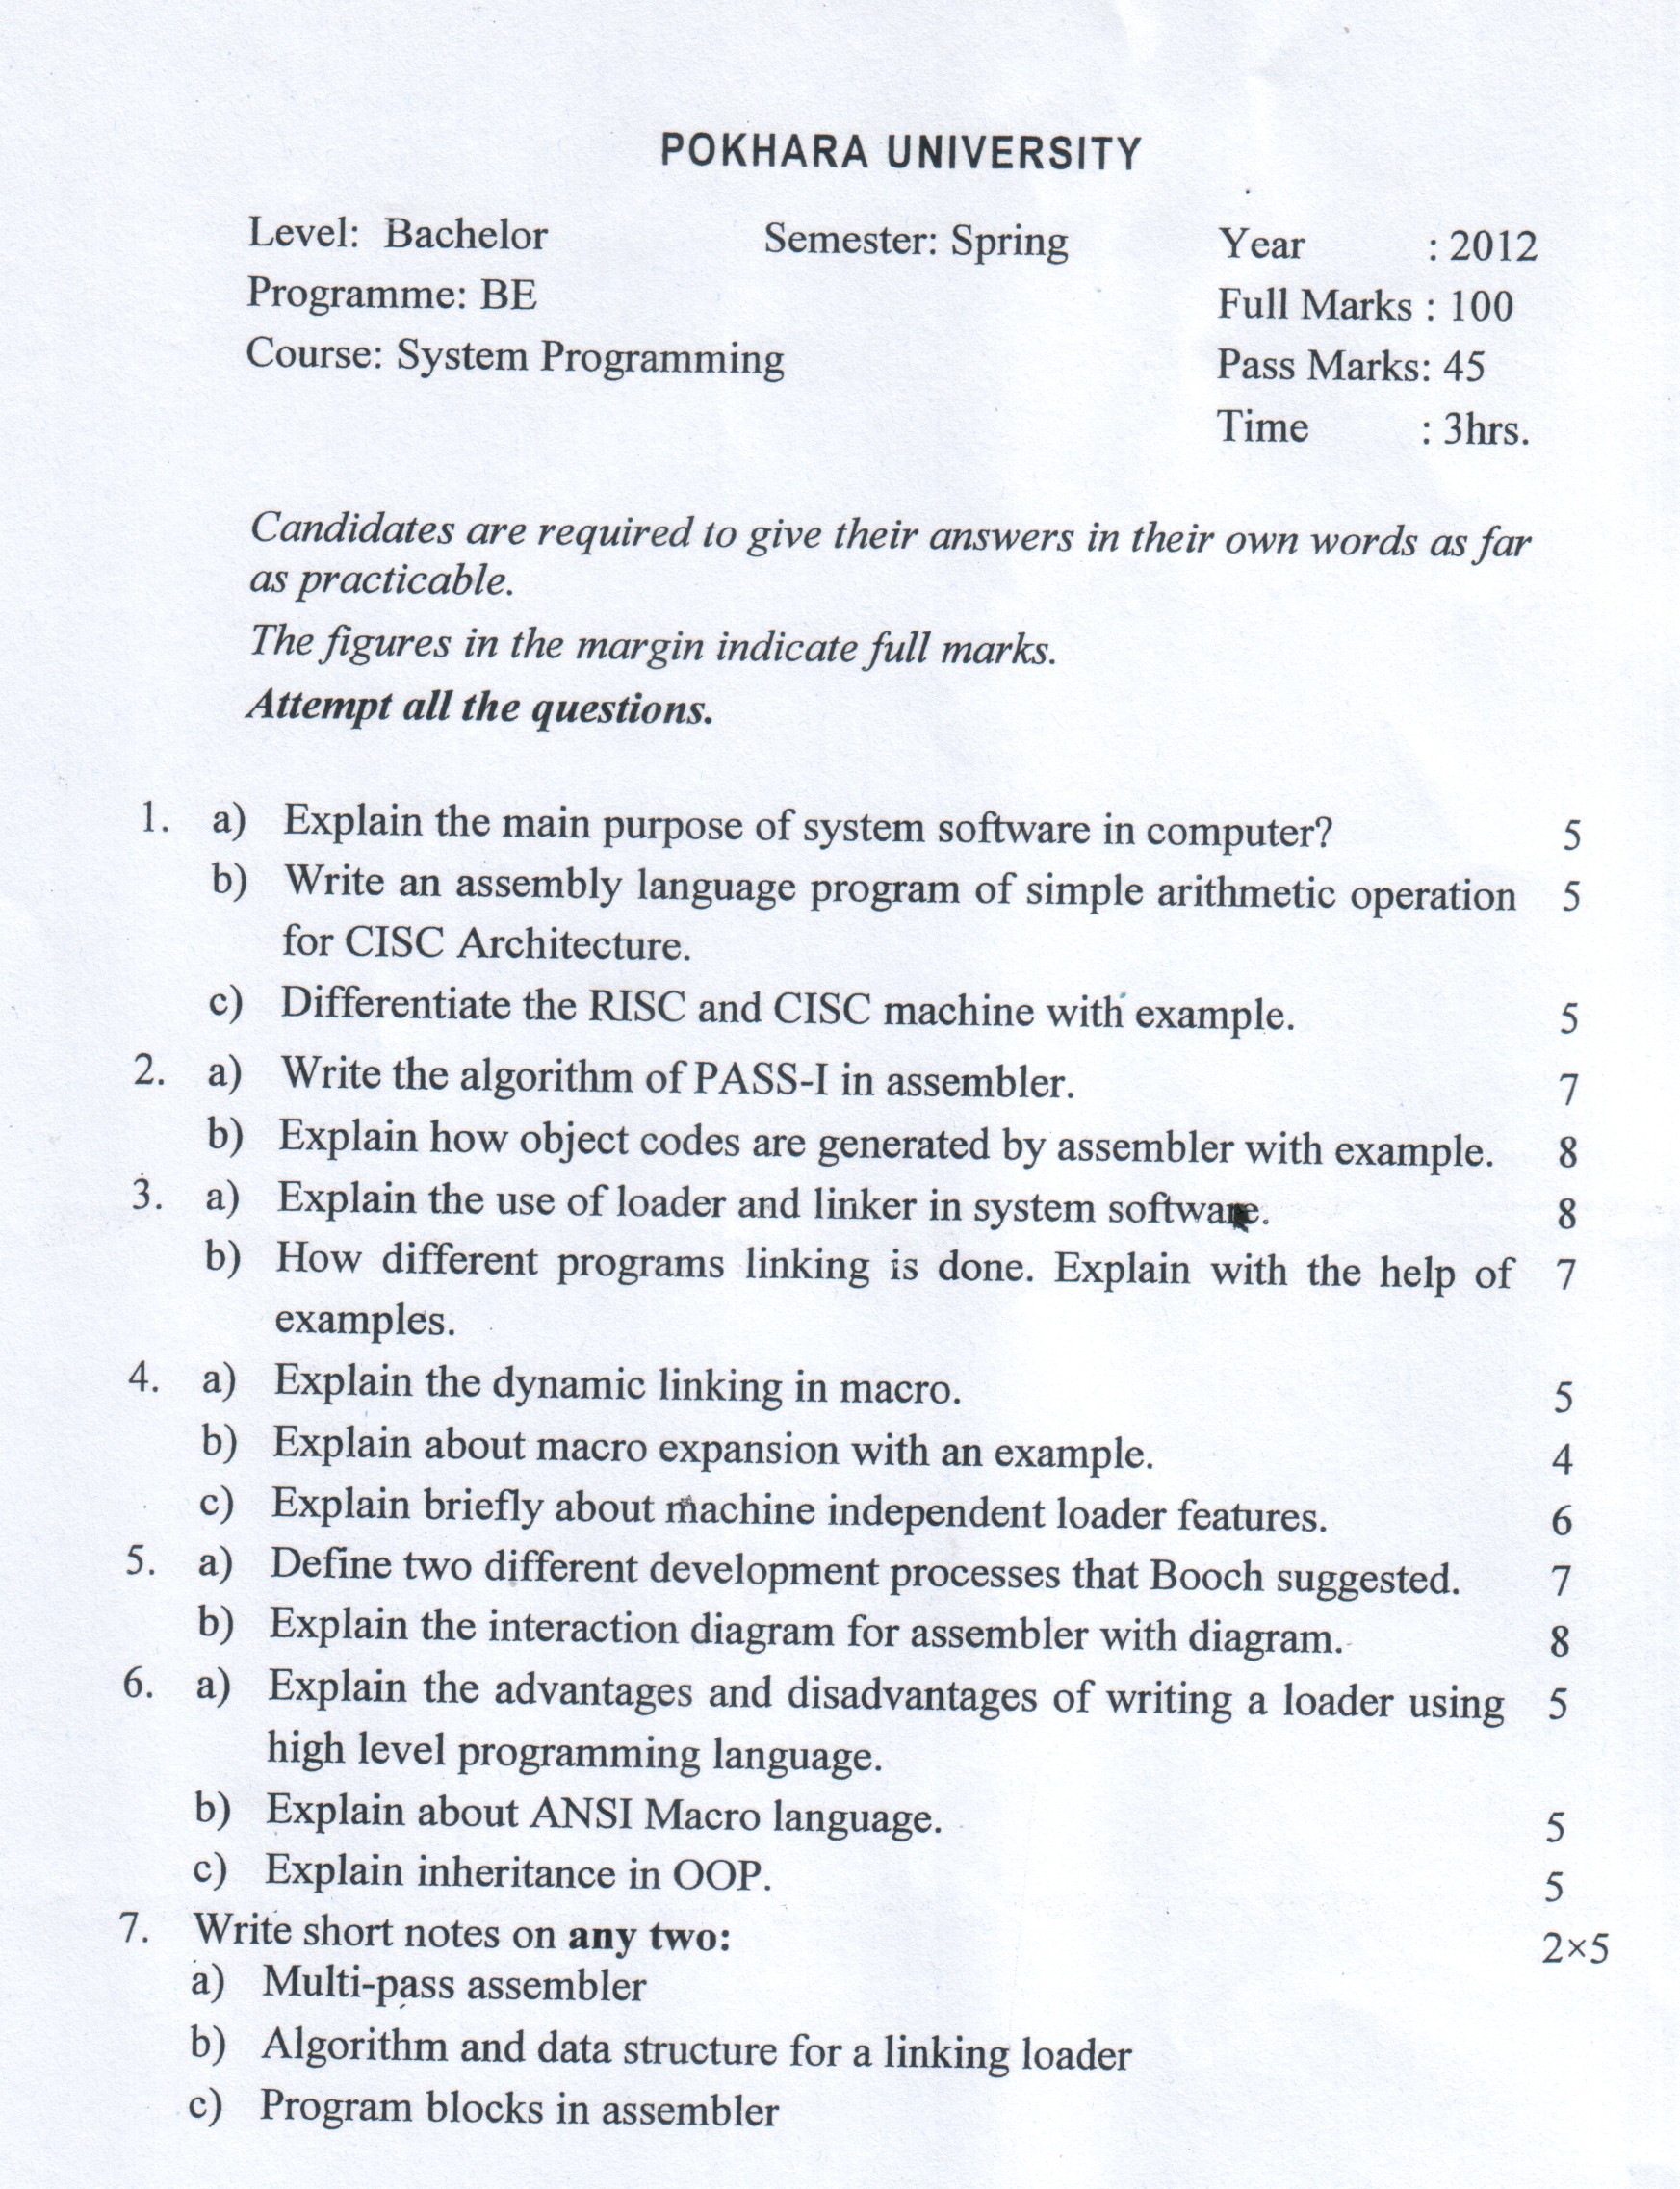 POKHARA UNIVERSITY
Level: Bachelor Semester: Spring Year : 2012
Programme: BE Full Marks : 100
Course: System Programming Pass Marks: 45
Time : 3hrs.
Candidates are required to give their answers in their own words as far
as practicable.
The figures in the margin indicate full marks.
Attempt all the questions.
1. a) Explain the main purpose of system software in computer? 5
b) Write an assembly language program of simple arithmetic operation 5
for CISC Architecture.
c) Differentiate the RISC and CISC machine with example. 5
2. a) Write the algorithm of PASS-I in assembler. 7
b) Explain how object codes are generated by assembler with example. 8
3. a) Explain the use of loader and linker in system software. 8
b) How different programs linking is done. Explain with the help of 7
examples.
4. a) Explain the dynamic linking in macro. 5
b) Explain about macro expansion with an example. 4
c) Explain briefly about machine independent loader features. 6
5. a) Define two different development processes that Booch suggested. 7
b) Explain the interaction diagram for assembler with diagram. 8
6. a) Explain the advantages and disadvantages of writing a loader using 5
high level programming language.
b) Explain about ANSI Macro language. 5
c) Explain inheritance in OOP. 5
7. Write short notes on any two: 2×5
a) Multi-pass assembler
b) Algorithm and data structure for a linking loader
c) Program blocks in assembler